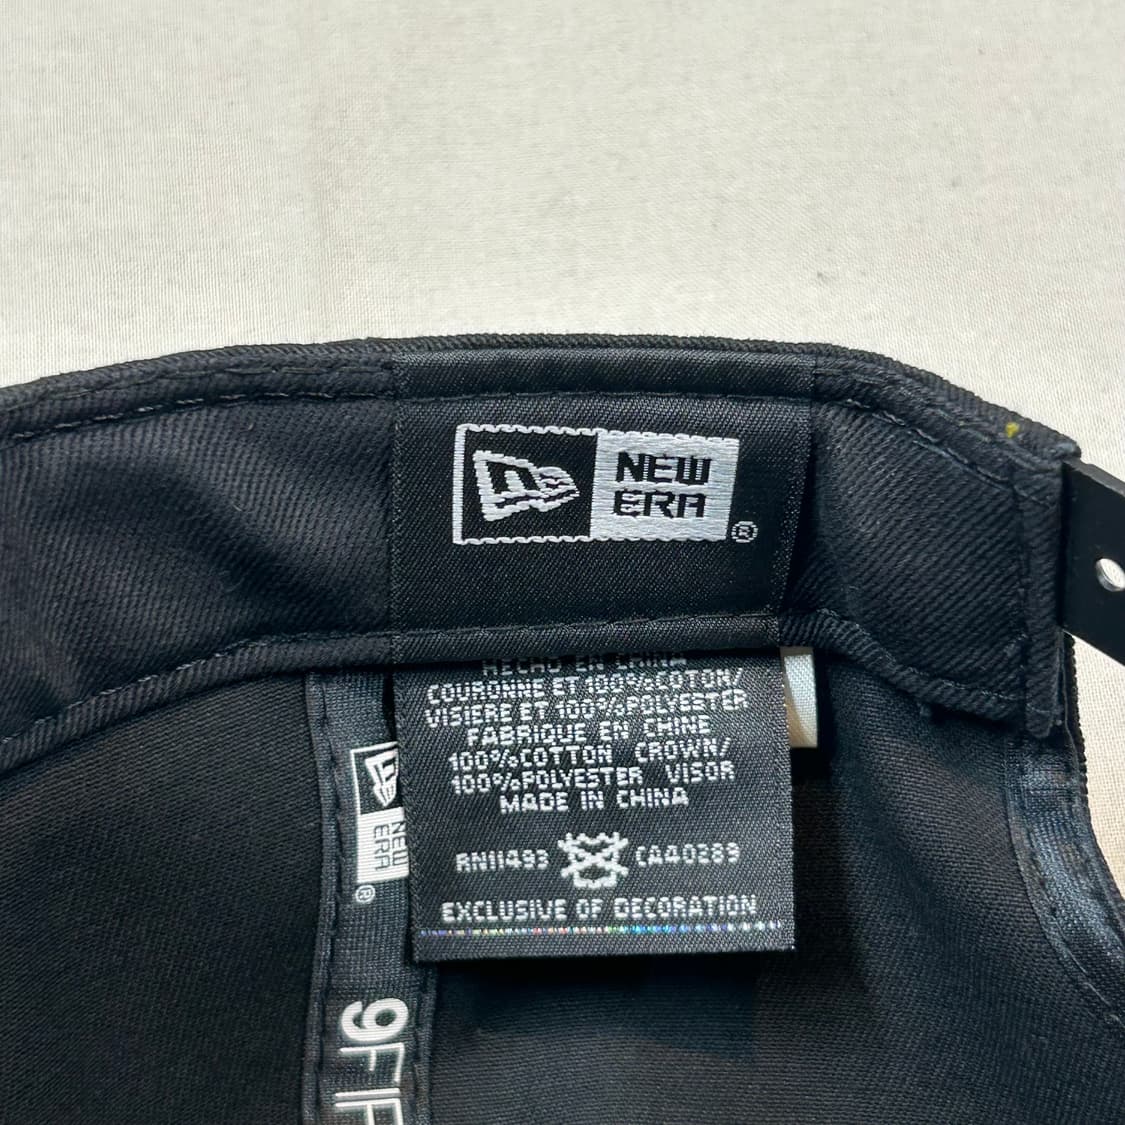 NEW
ERA
®
HECHO EN CHINA
COURONNE ET 100%COTON/
VISIERE ET 100%POLYESTER
FABRIQUE EN CHINE
100%COTTON CROWN/
100%POLYESTER VISOR
MADE IN CHINA
RN11493 CA40289
EXCLUSIVE OF DECORATION
NEW
ERA
®
9FIF